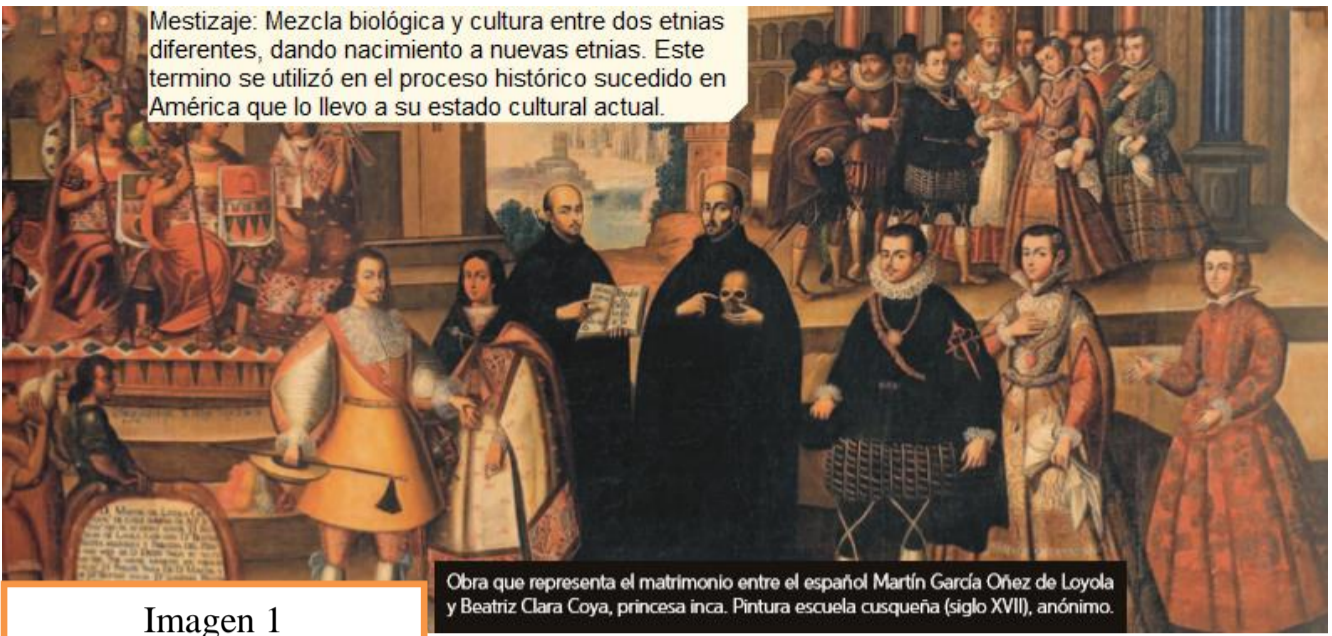 Mestizaje: Mezcla biológica y cultura entre dos etnias
diferentes, dando nacimiento a nuevas etnias. Este
termino se utilizó en el proceso histórico sucedido en
América que lo llevo a su estado cultural actual.
Obra que representa el matrimonio entre el español Martín García Oñez de Loyola
y Beatriz Clara Coya, princesa inca. Pintura escuela cusqueña (siglo XVII), anónimo.
Imagen 1